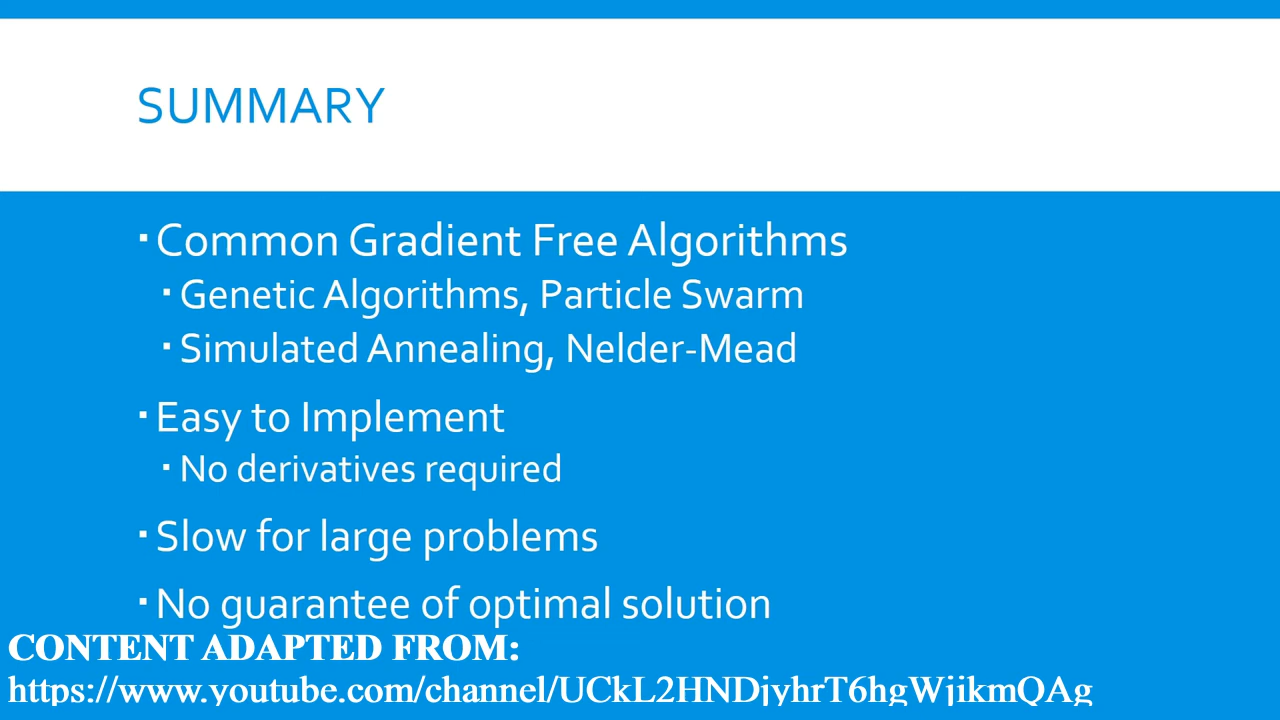 SUMMARY
▪Common Gradient Free Algorithms
▪Genetic Algorithms, Particle Swarm
▪Simulated Annealing, Nelder-Mead
▪Easy to Implement
▪No derivatives required
▪Slow for large problems
▪No guarantee of optimal solution
CONTENT ADAPTED FROM:
https://www.youtube.com/channel/UCkL2HNDjyhrT6hgWjikmQAg